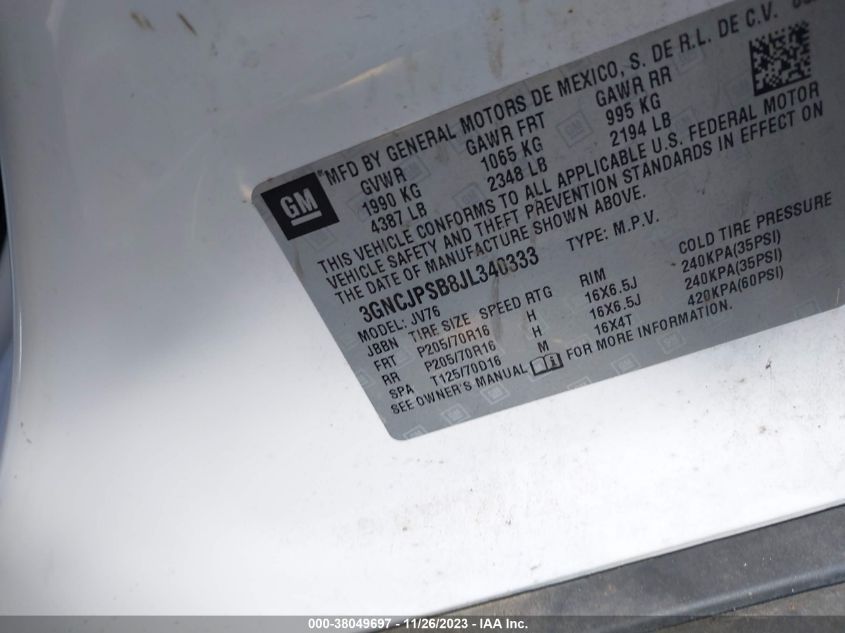 MFD BY GENERAL MOTORS DE MEXICO, S. DE R.L. DE C.V.
GVWR GAWR FRT GAWR RR
1990 KG 1065 KG 995 KG
4387 LB 2348 LB 2194 LB
GM
THIS VEHICLE CONFORMS TO ALL APPLICABLE U.S. FEDERAL MOTOR
VEHICLE SAFETY AND THEFT PREVENTION STANDARDS IN EFFECT ON
THE DATE OF MANUFACTURE SHOWN ABOVE.
3GNCJPSB8JL340333 TYPE: M.P.V.
MODEL: JV76
JBBN TIRE SIZE SPEED RTG RIM COLD TIRE PRESSURE
FRT P205/70R16 H 16X6.5J 240KPA(35PSI)
RR P205/70R16 H 16X6.5J 240KPA(35PSI)
SPA T125/70D16 M 16X4T 420KPA(60PSI)
SEE OWNER'S MANUAL FOR MORE INFORMATION.
000-38049697 - 11/26/2023 - IAA Inc.